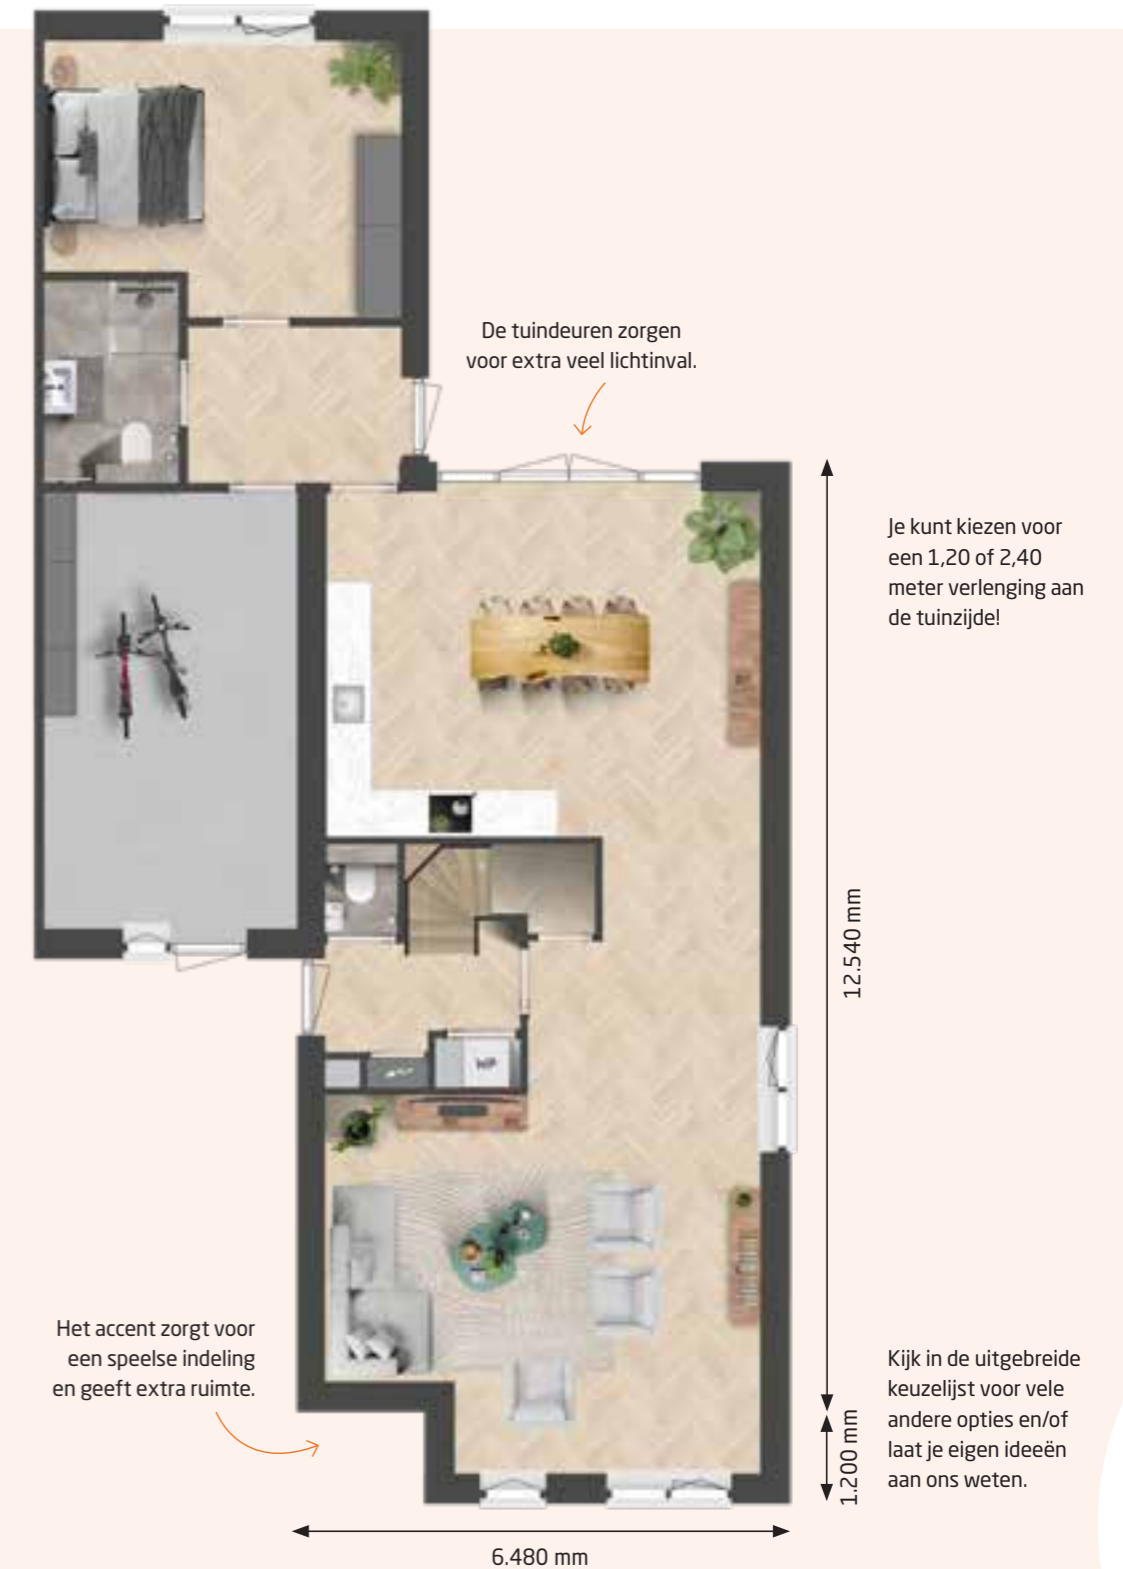 De tuindeuren zorgen
voor extra veel lichtinval.
Je kunt kiezen voor
een 1,20 of 2,40
meter verlenging aan
de tuinzijde!
12.540 mm
WP
Het accent zorgt voor
een speelse indeling
en geeft extra ruimte.
Kijk in de uitgebreide
keuzelijst voor vele
andere opties en/of
laat je eigen ideeën
aan ons weten.
1.200 mm
6.480 mm